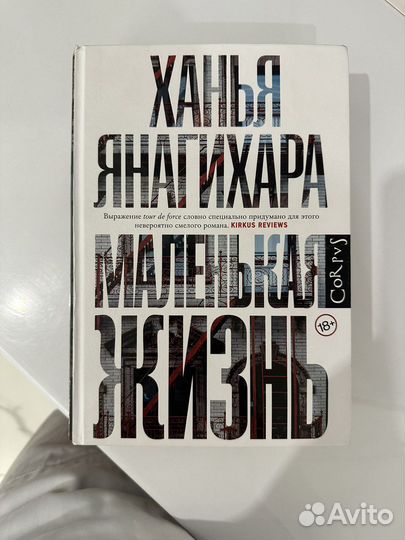 ХАНЬЯ
ЯНАГИХАРА
Выражение tour de force словно специально придумано для этого
невероятно смелого романа. KIRKUS REVIEWS
МАЛЕНЬКАЯ
CORPVS
18+
ЖИЗНЬ
Avito